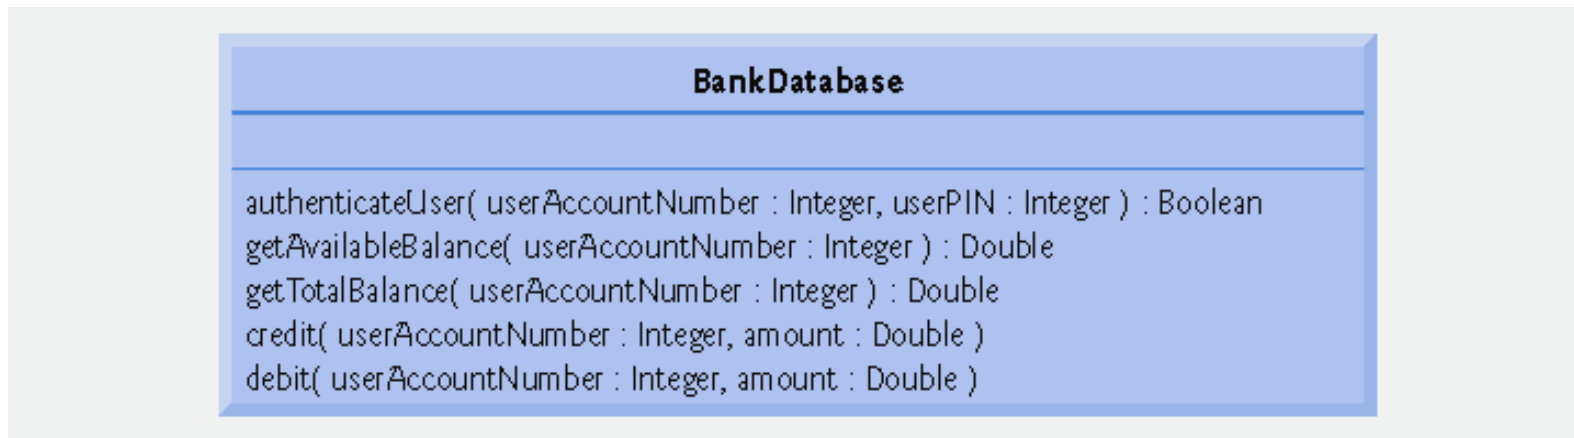 BankDatabase
authenticateUser( userAccountNumber : Integer, userPIN : Integer ) : Boolean
getAvailableBalance( userAccountNumber : Integer ) : Double
getTotalBalance( userAccountNumber : Integer ) : Double
credit( userAccountNumber : Integer, amount : Double )
debit( userAccountNumber : Integer, amount : Double )